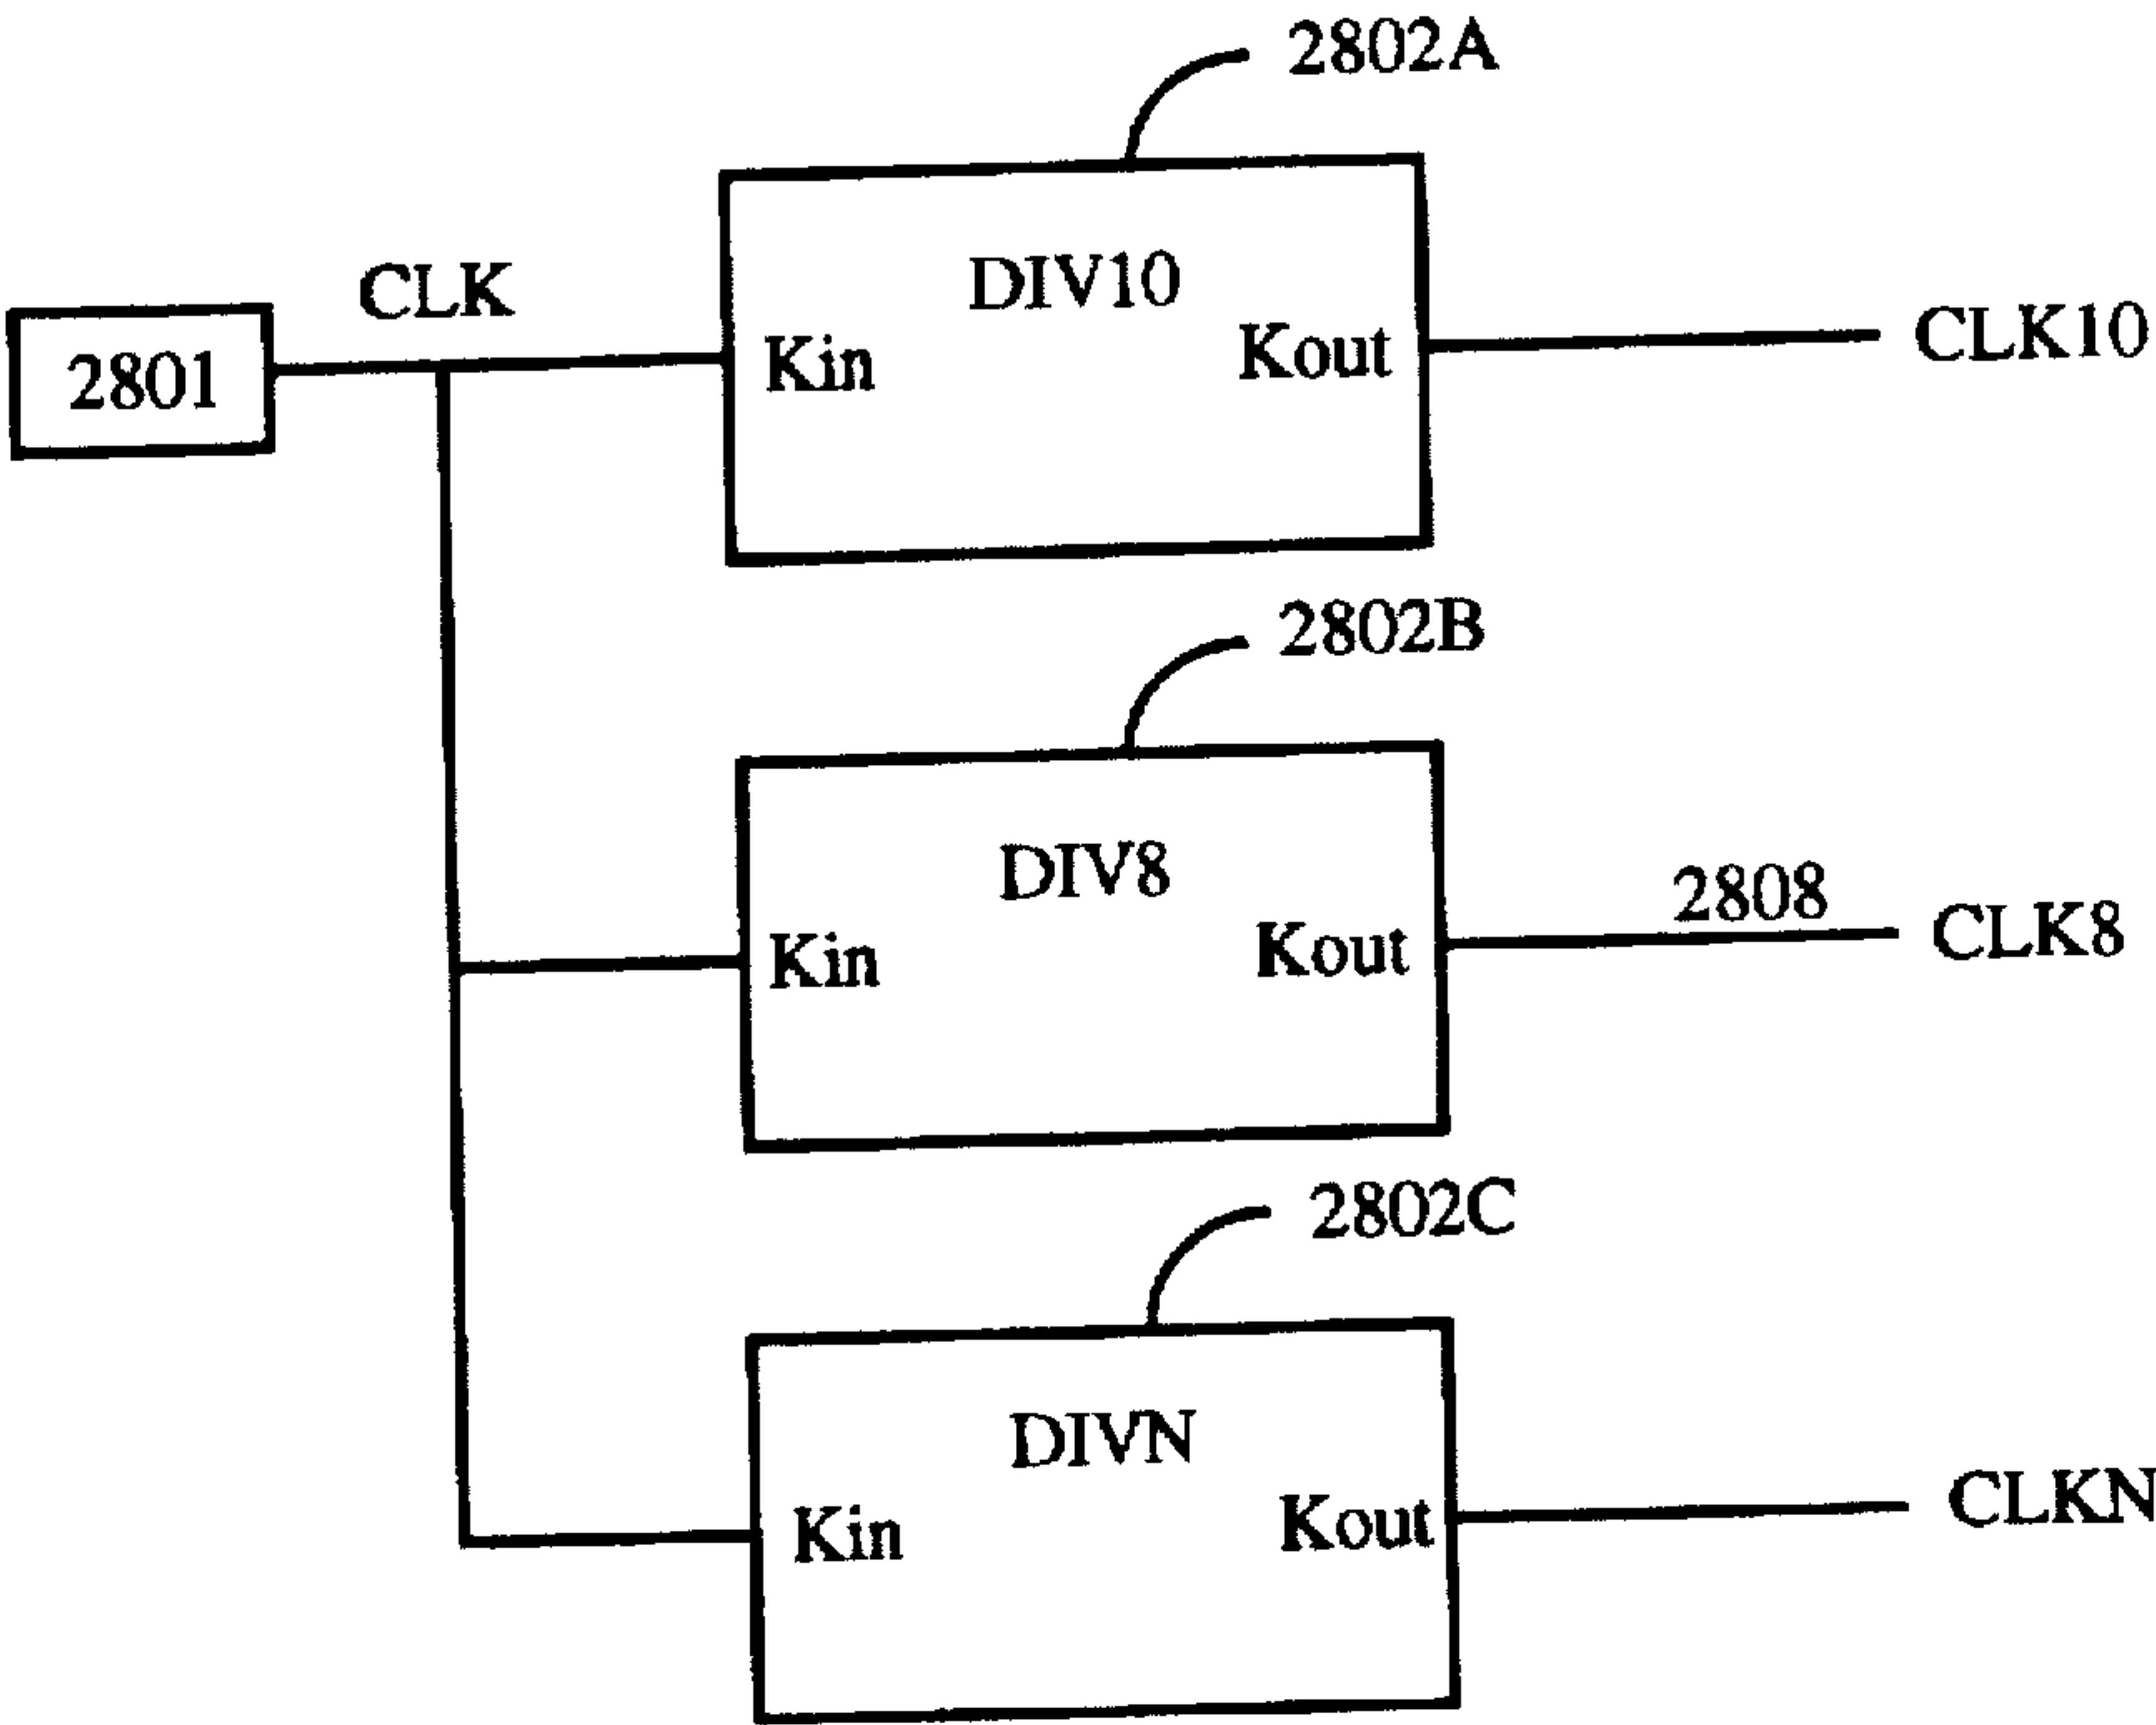 2802A
DIV10
CLK
2801
Kin
Kout
CLK10
2802B
DIV8
2808
Kin
Kout
CLK8
2802C
DIVN
Kin
Kout
CLKN